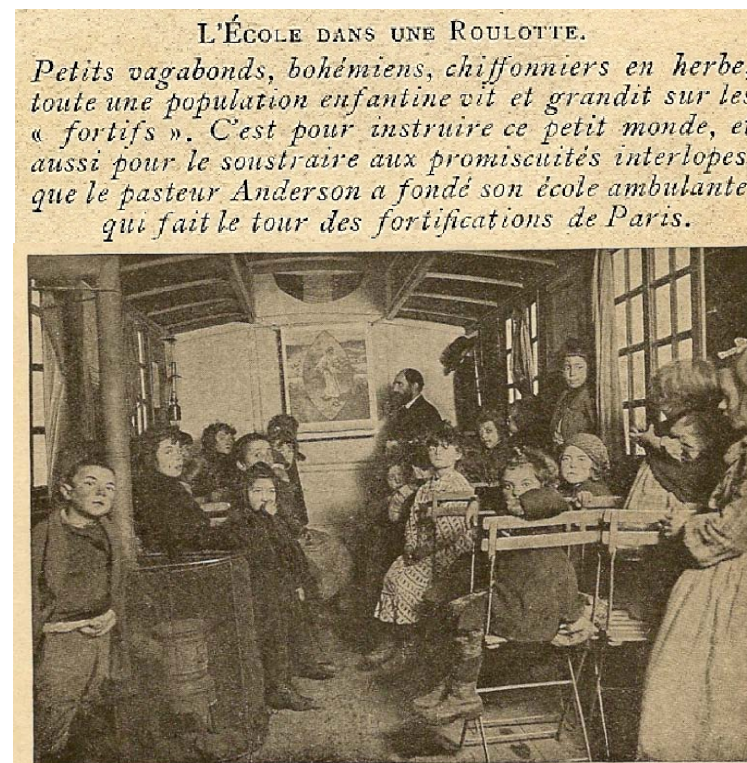 L'ÉCOLE DANS UNE ROULOTTE.
Petits vagabonds, bohémiens, chiffonniers en herbe,
toute une population enfantine vit et grandit sur les
« fortifs ». C'est pour instruire ce petit monde, et
aussi pour le soustraire aux promiscuités interlopes,
que le pasteur Anderson a fondé son école ambulante
qui fait le tour des fortifications de Paris.